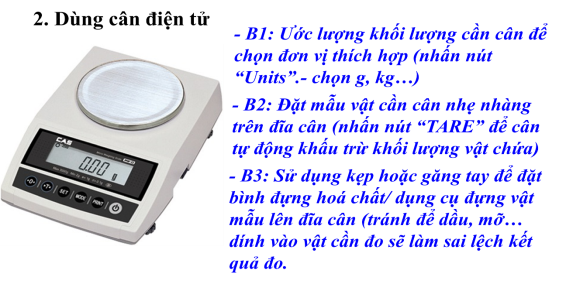 2. Dùng cân điện tử
- B1: Ước lượng khối lượng cần cân để
chọn đơn vị thích hợp (nhấn nút
“Units”.- chọn g, kg…)
- B2: Đặt mẫu vật cần cân nhẹ nhàng
trên đĩa cân (nhấn nút “TARE” để cân
tự động khấu trừ khối lượng vật chứa)
- B3: Sử dụng kẹp hoặc găng tay để đặt
bình đựng hoá chất/ dụng cụ đựng vật
mẫu lên đĩa cân (tránh để dầu, mỡ…
dính vào vật cần đo sẽ làm sai lệch kết
quả đo.
CAS
0.00 g
SET MODE PRINT